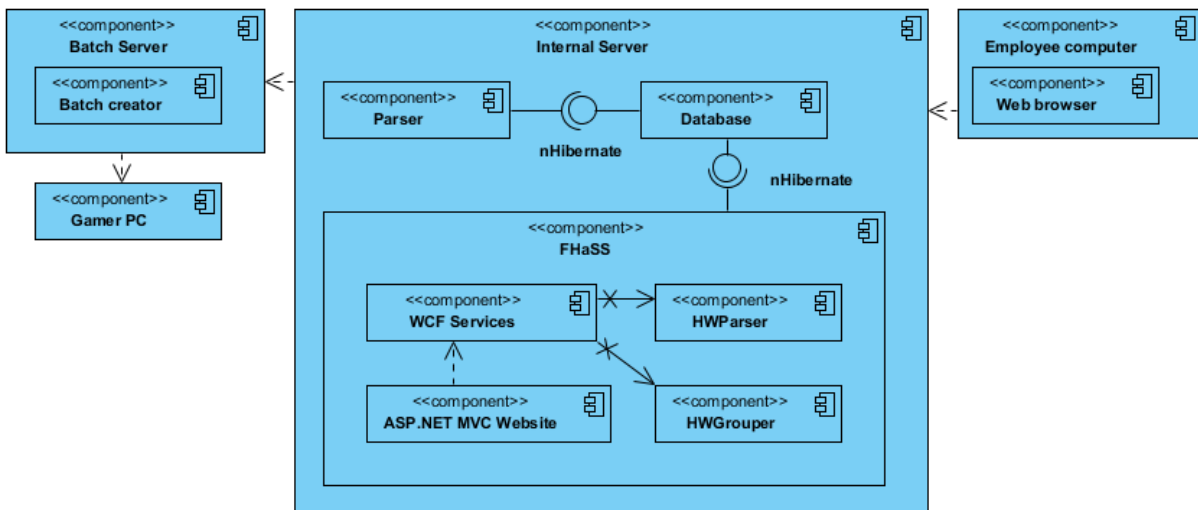 <<component>>
Batch Server
<<component>>
Batch creator
<<component>>
Gamer PC
<<component>>
Internal Server
<<component>>
Parser
nHibernate
<<component>>
Database
nHibernate
<<component>>
FHaSS
<<component>>
WCF Services
<<component>>
HWParser
<<component>>
ASP.NET MVC Website
<<component>>
HWGrouper
<<component>>
Employee computer
<<component>>
Web browser